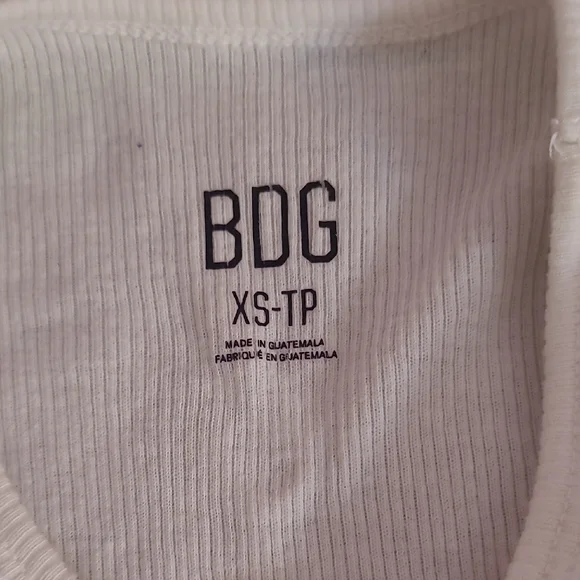 BDG
XS-TP
MADE IN GUATEMALA
FABRIQUÉ EN GUATEMALA